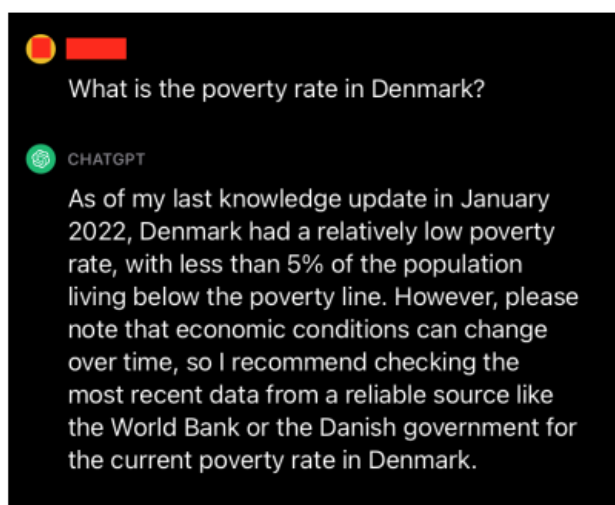 What is the poverty rate in Denmark?
CHATGPT
As of my last knowledge update in January
2022, Denmark had a relatively low poverty
rate, with less than 5% of the population
living below the poverty line. However, please
note that economic conditions can change
over time, so I recommend checking the
most recent data from a reliable source like
the World Bank or the Danish government for
the current poverty rate in Denmark.